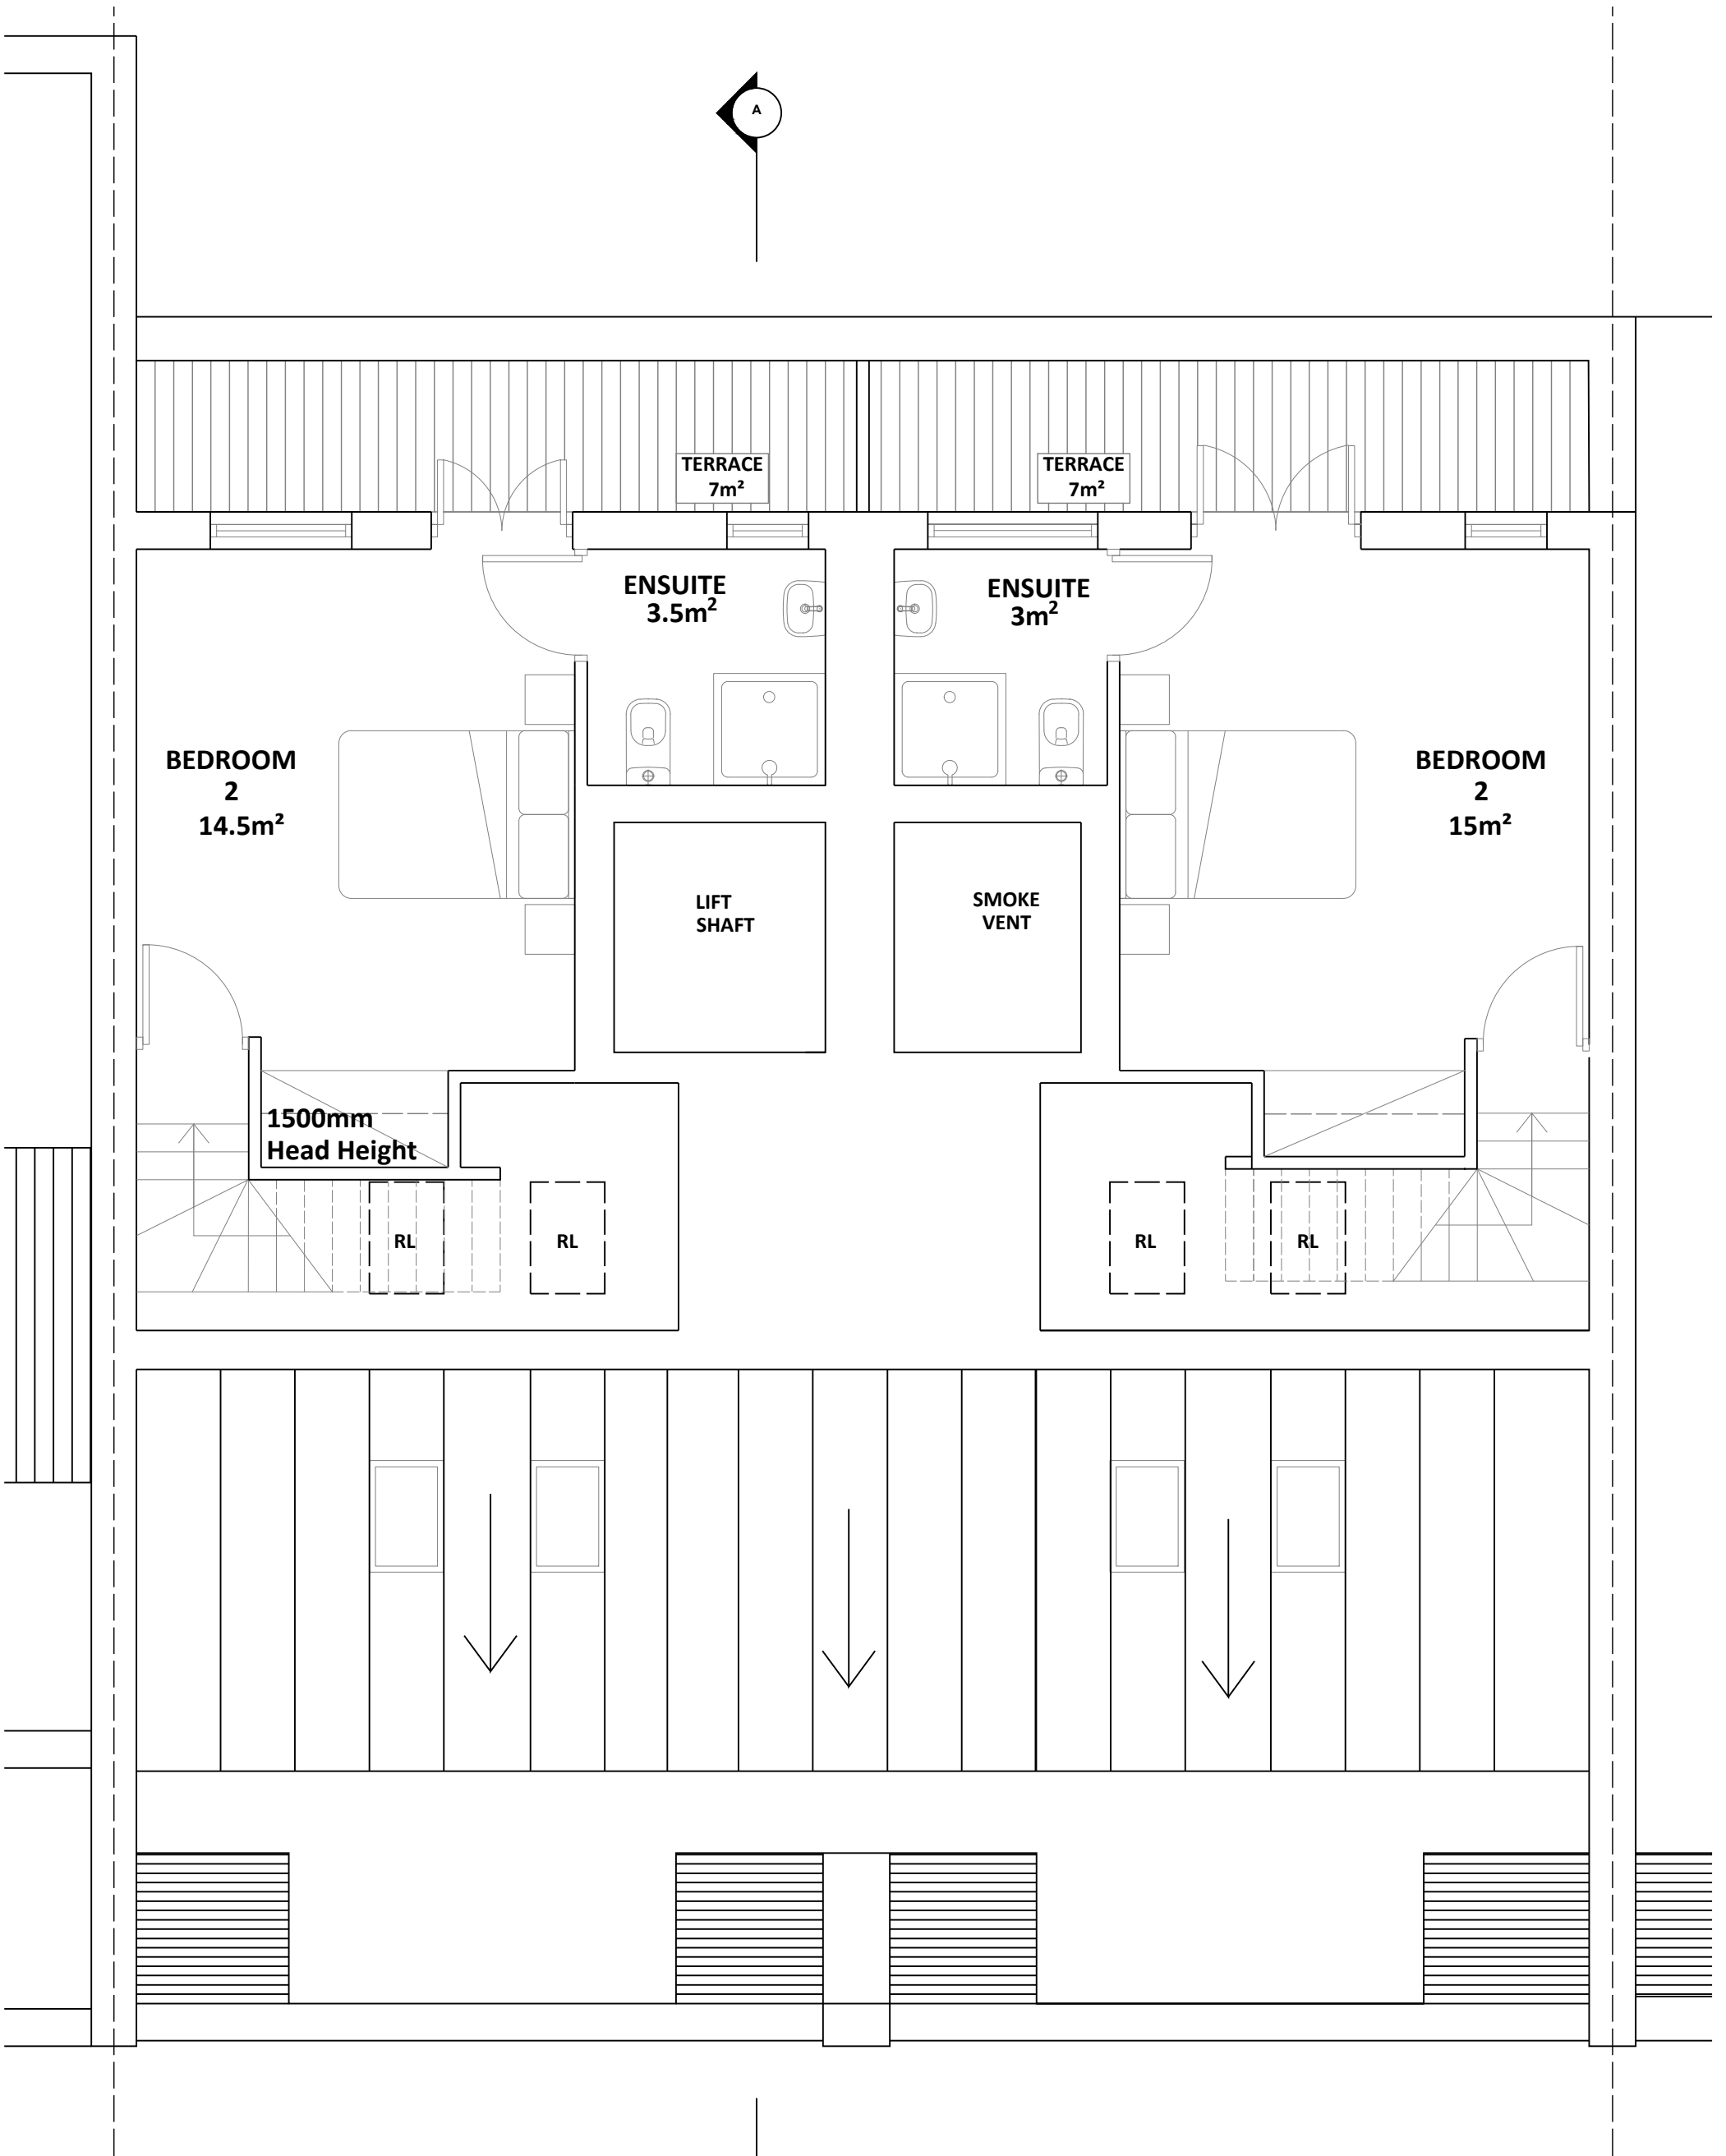 A
TERRACE
7m²
TERRACE
7m²
ENSUITE
3.5m²
ENSUITE
3m²
BEDROOM
2
14.5m²
BEDROOM
2
15m²
LIFT
SHAFT
SMOKE
VENT
1500mm
Head Height
RL
RL
RL
RL